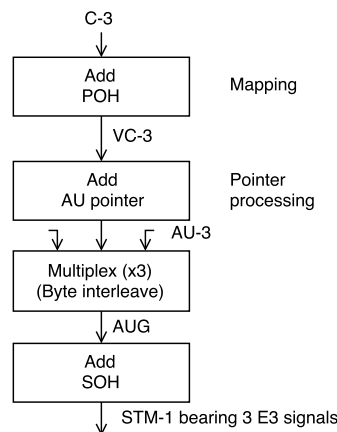 C-3
Add
POH
Mapping
VC-3
Add
AU pointer
Pointer
processing
AU-3
Multiplex (x3)
(Byte interleave)
AUG
Add
SOH
STM-1 bearing 3 E3 signals